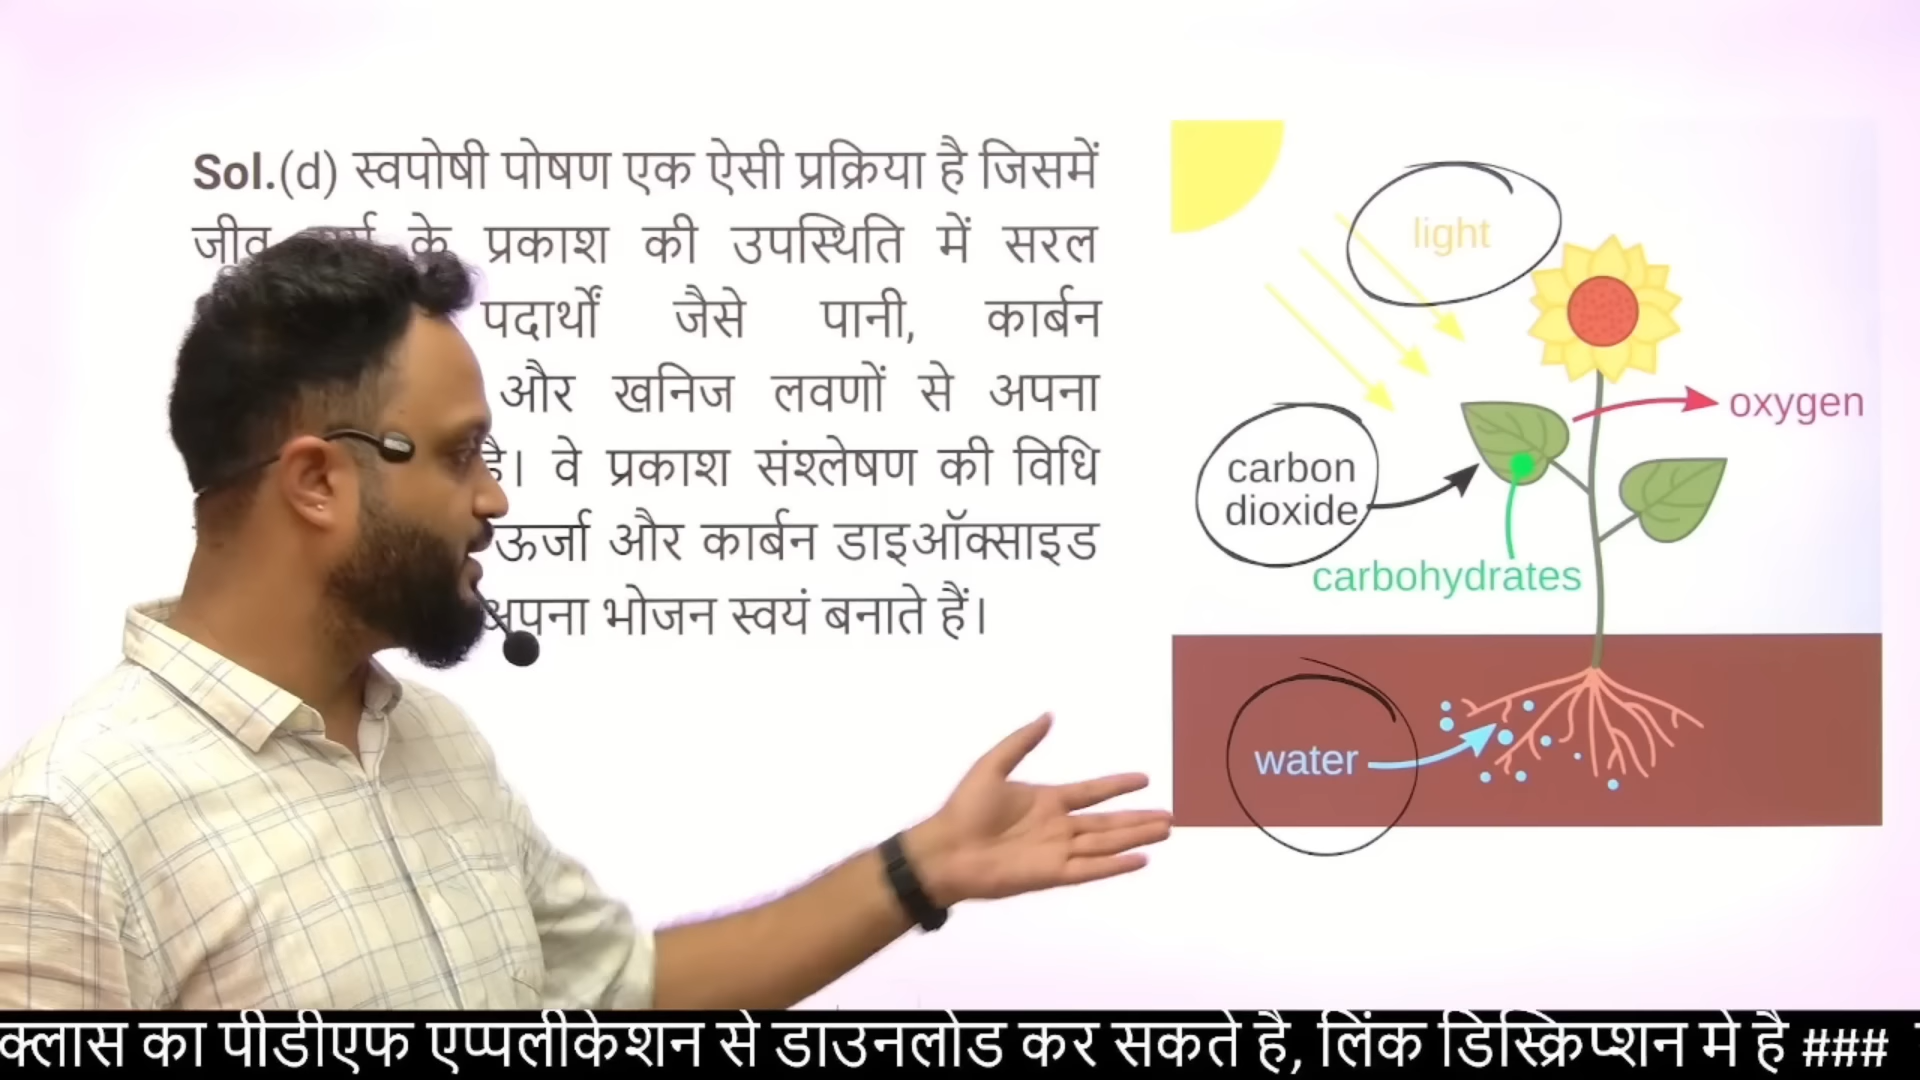 Sol.(d) स्वपोषी पोषण एक ऐसी प्रक्रिया है जिसमें
के प्रकाश की उपस्थिति में सरल
पदार्थों जैसे पानी, कार्बन
और खनिज लवणों से अपना
है। वे प्रकाश संश्लेषण की विधि
ऊर्जा और कार्बन डाइऑक्साइड
अपना भोजन स्वयं बनाते हैं।
light
oxygen
carbon
dioxide
carbohydrates
water
क्लास का पीडीएफ एप्पलीकेशन से डाउनलोड कर सकते है, लिंक डिस्क्रिप्शन मे है ###